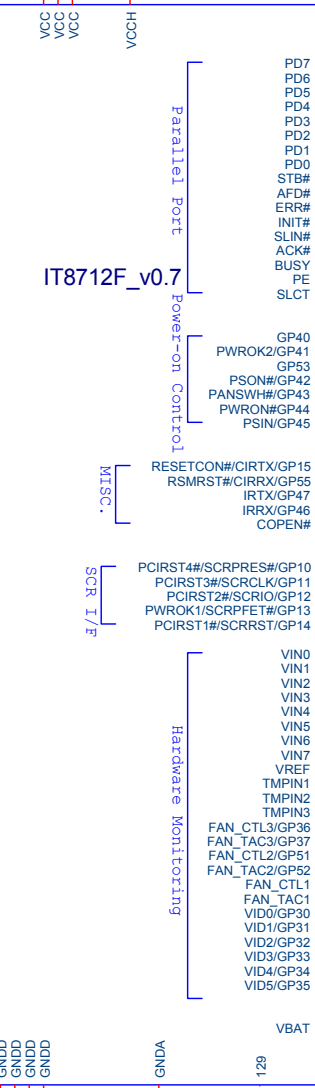 VCC
VCC
VCC
VCCH
Parallel Port
PD7
PD6
PD5
PD4
PD3
PD2
PD1
PD0
STB#
AFD#
ERR#
INIT#
SLIN#
ACK#
BUSY
PE
SLCT
IT8712F_v0.7
Power-on Control
GP40
PWROK2/GP41
GP53
PSON#/GP42
PANSWH#/GP43
PWRON#GP44
PSIN/GP45
MISC.
RESETCON#/CIRTX/GP15
RSMRST#/CIRRX/GP55
IRTX/GP47
IRRX/GP46
COPEN#
SCR I/F
PCIRST4#/SCRPRES#/GP10
PCIRST3#/SCRCLK/GP11
PCIRST2#/SCRIO/GP12
PWROK1/SCRPFET#/GP13
PCIRST1#/SCRRST/GP14
Hardware Monitoring
VIN0
VIN1
VIN2
VIN3
VIN4
VIN5
VIN6
VIN7
VREF
TMPIN1
TMPIN2
TMPIN3
FAN_CTL3/GP36
FAN_TAC3/GP37
FAN_CTL2/GP51
FAN_TAC2/GP52
FAN_CTL1
FAN_TAC1
VID0/GP30
VID1/GP31
VID2/GP32
VID3/GP33
VID4/GP34
VID5/GP35
VBAT
GNDD
GNDD
GNDD
GNDD
GNDA
129